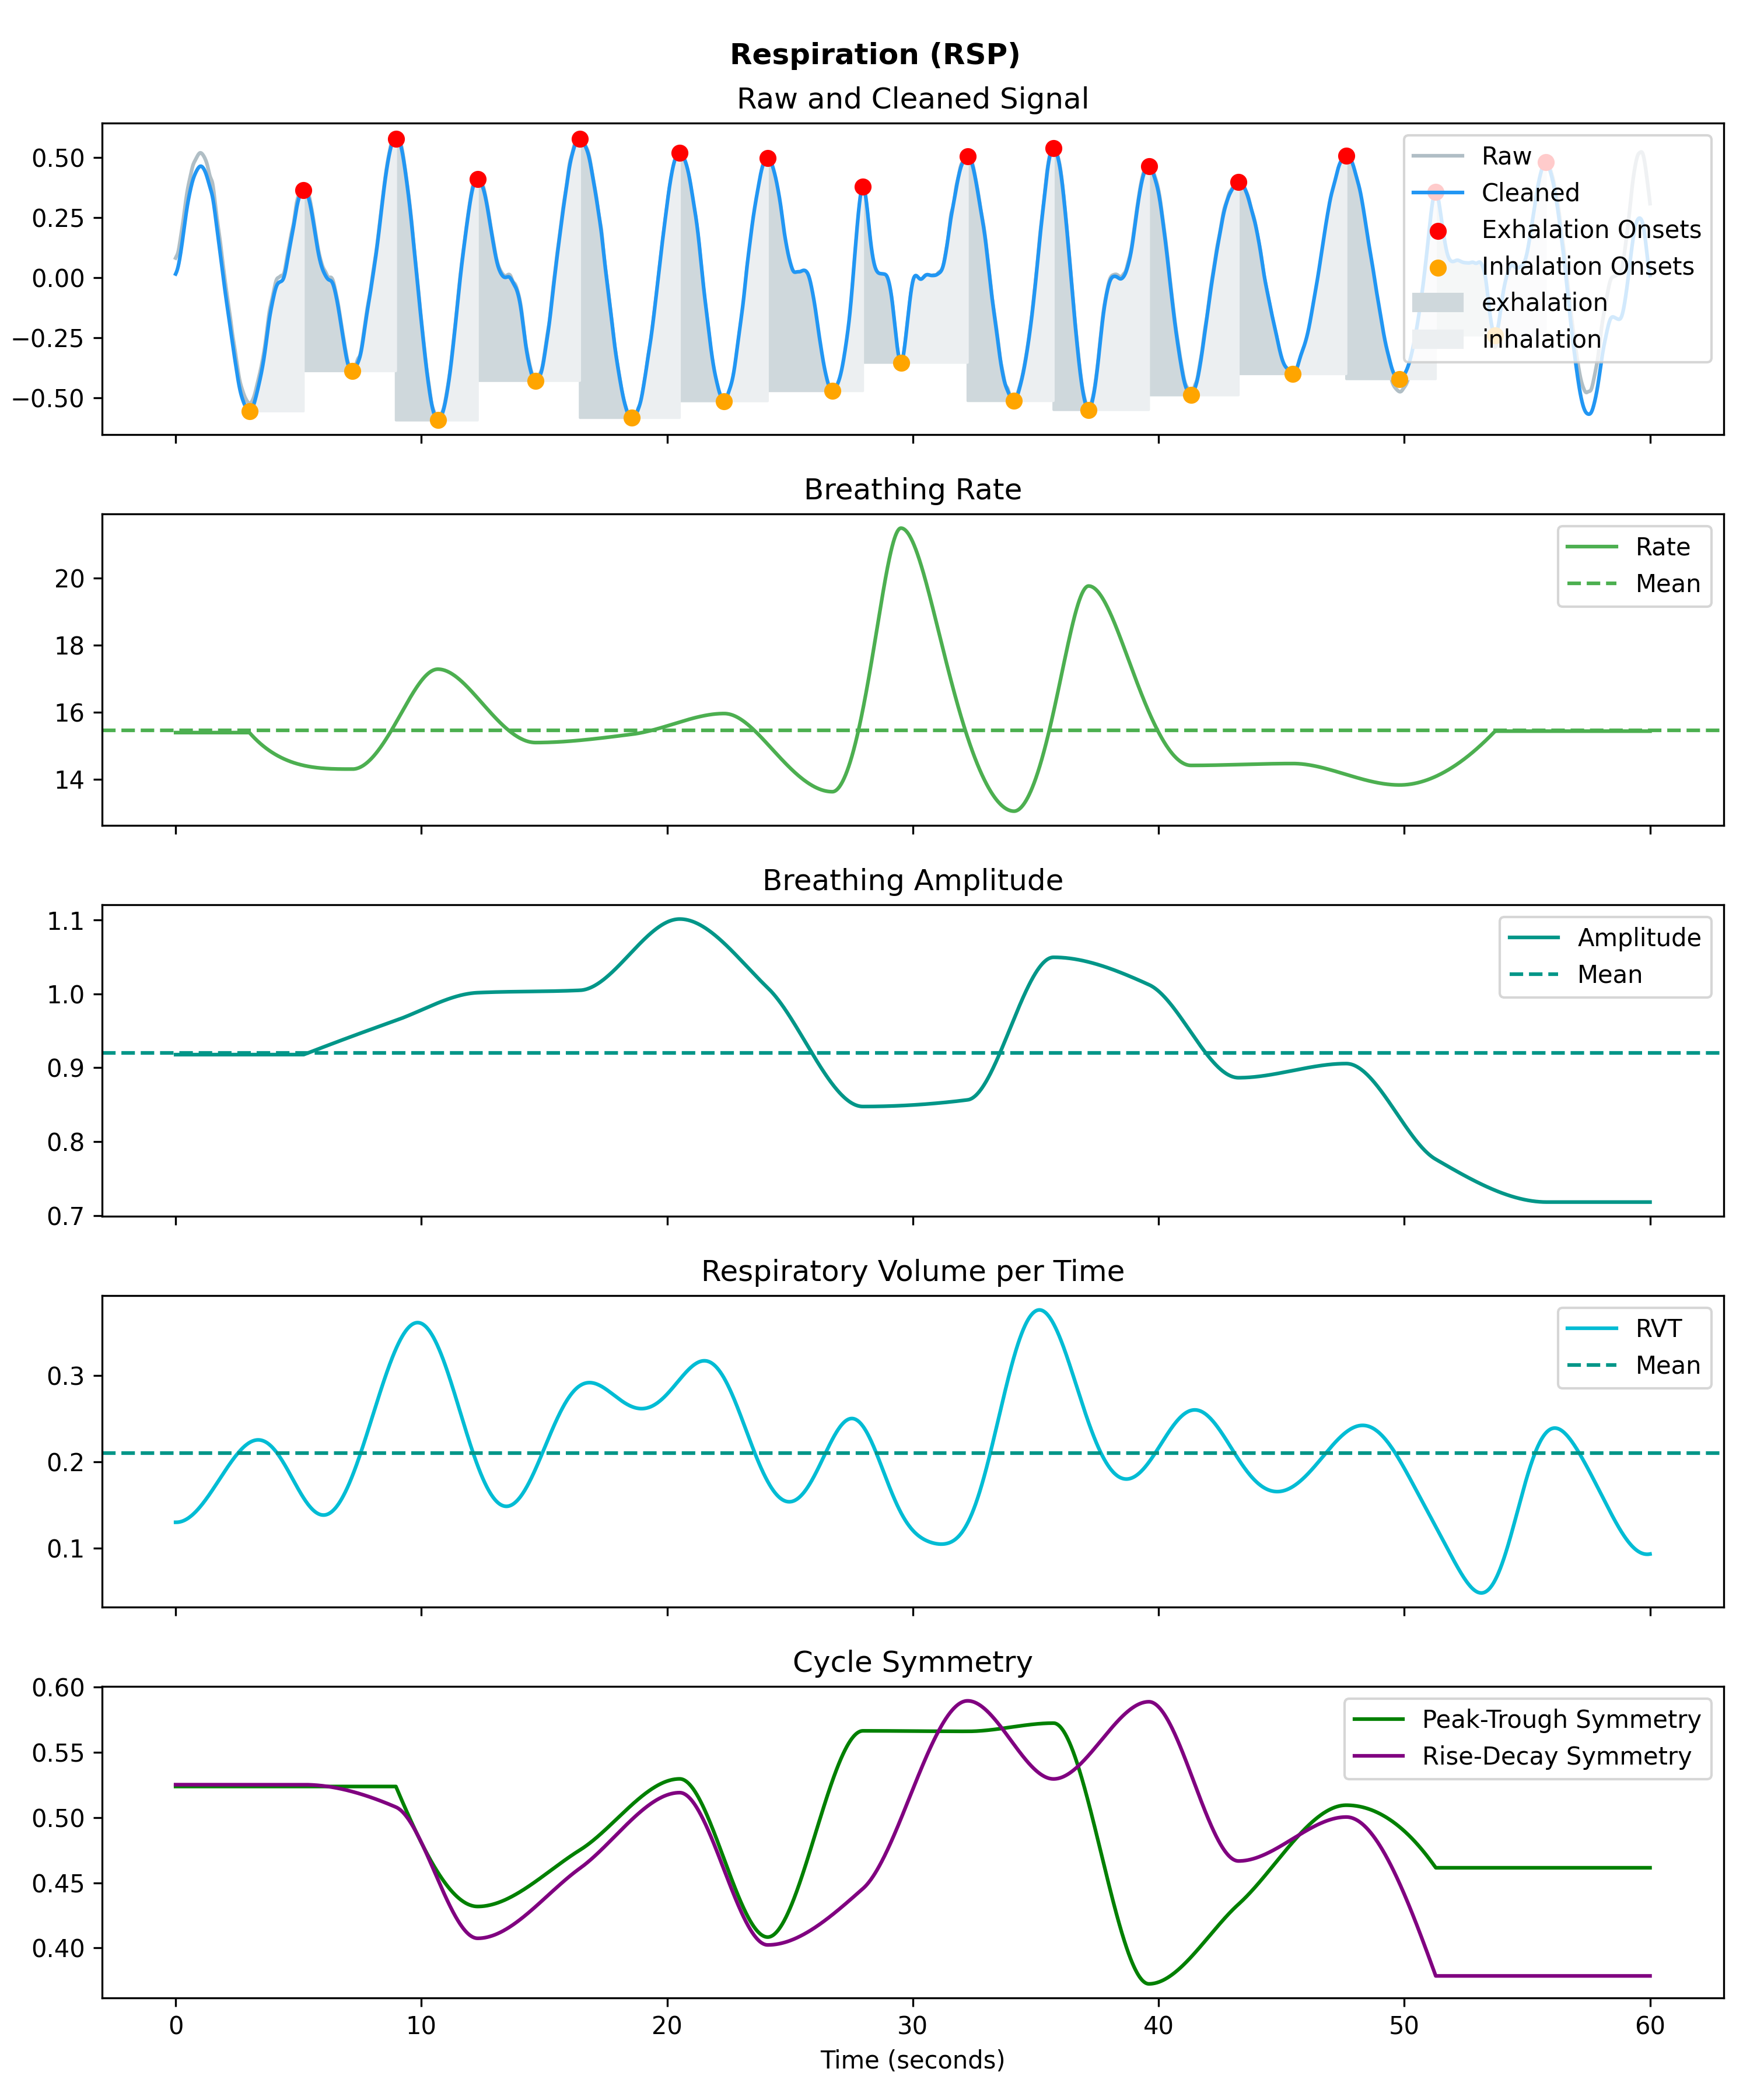 Respiration (RSP)
Raw and Cleaned Signal
0.50
0.25
0.00
−0.25
−0.50
Raw
Cleaned
Exhalation Onsets
Inhalation Onsets
exhalation
inhalation
Breathing Rate
20
18
16
14
Rate
Mean
Breathing Amplitude
1.1
1.0
0.9
0.8
0.7
Amplitude
Mean
Respiratory Volume per Time
0.3
0.2
0.1
RVT
Mean
Cycle Symmetry
0.60
0.55
0.50
0.45
0.40
Peak-Trough Symmetry
Rise-Decay Symmetry
0 10 20 30 40 50 60
Time (seconds)